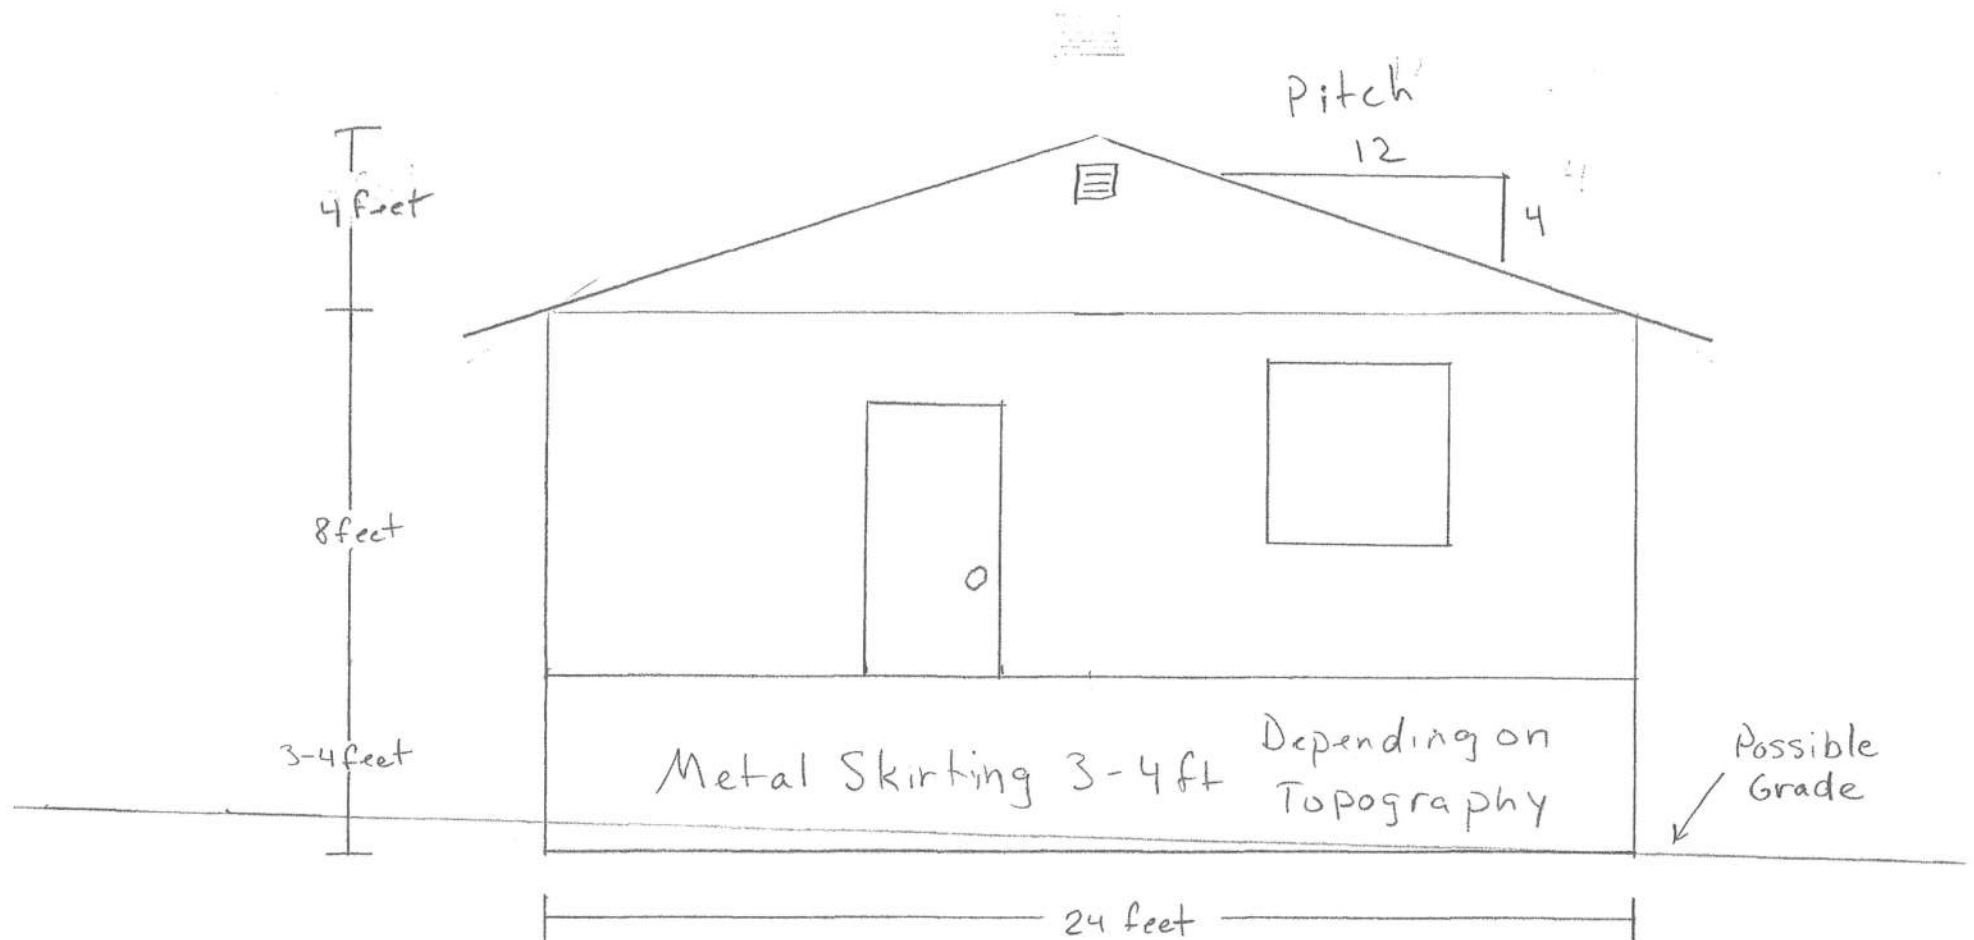 Pitch
12
4
4 feet
8 feet
3-4 feet
Metal Skirting 3-4 ft
Depending on
Topography
Possible
Grade
24 feet